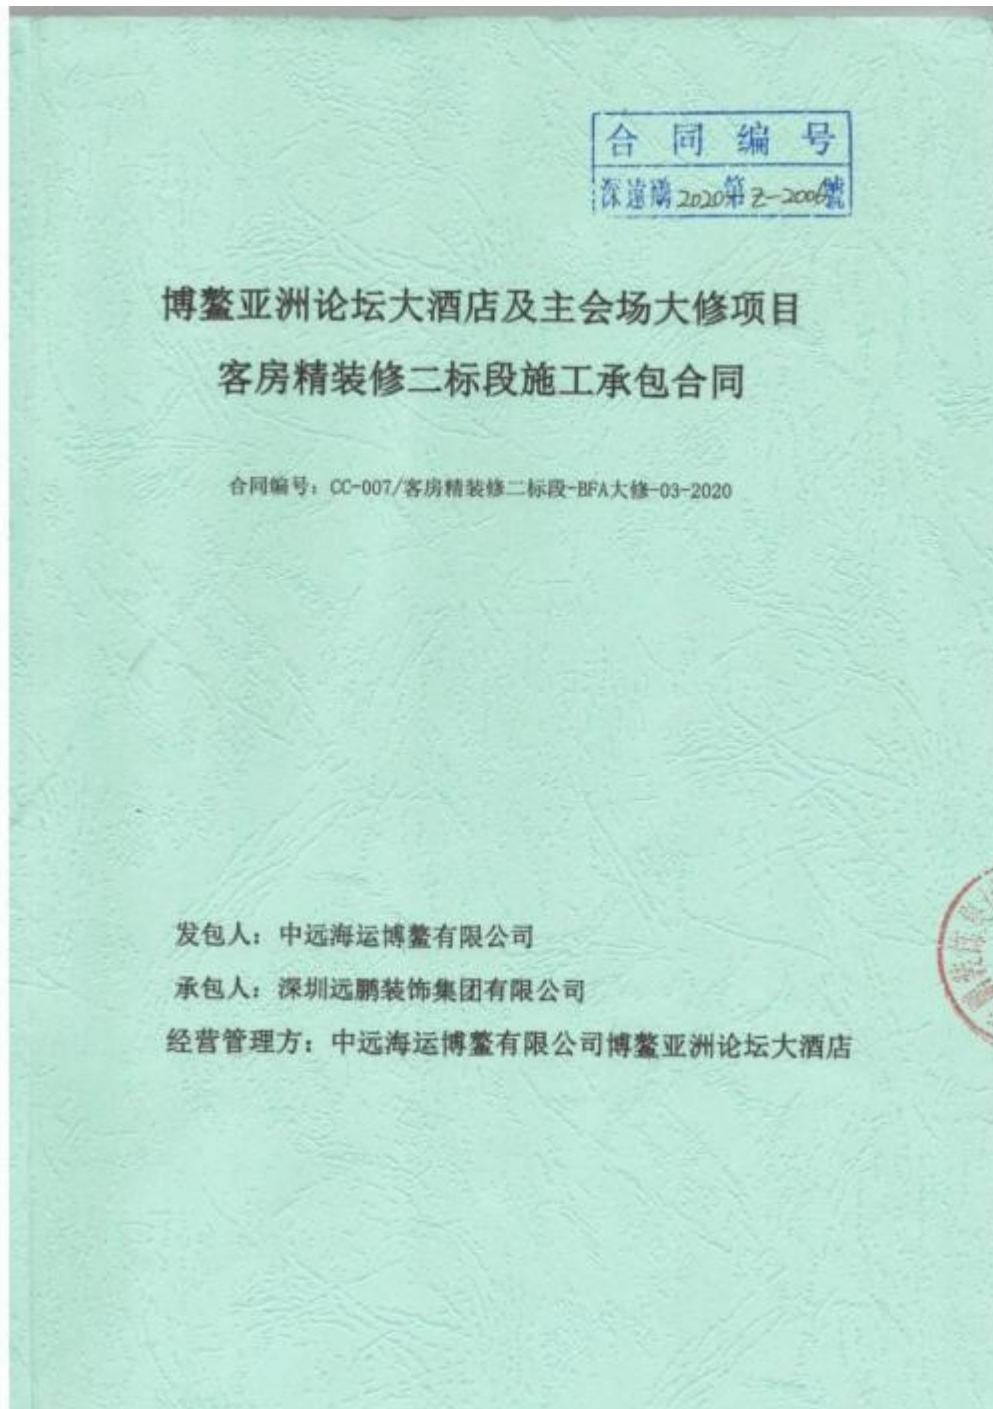 合同编号
深遠鵬2020第Z-2006號
博鳌亚洲论坛大酒店及主会场大修项目
客房精装修二标段施工承包合同
合同编号：CC-007/客房精装修二标段-BFA大修-03-2020
发包人：中远海运博鳌有限公司
承包人：深圳远鹏装饰集团有限公司
经营管理方：中远海运博鳌有限公司博鳌亚洲论坛大酒店